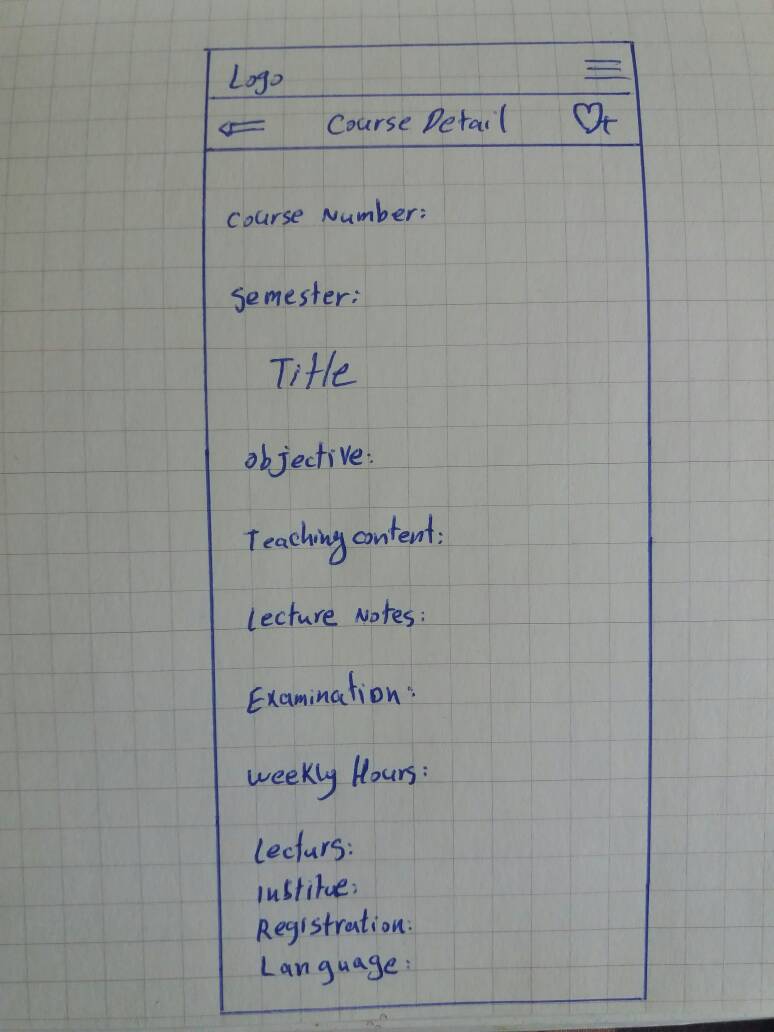 Logo
Course Detail
Course Number:
Semester:
Title
Objective:
Teaching content:
Lecture Notes:
Examination:
Weekly Hours:
Lecturs:
Institue:
Registration:
Language: